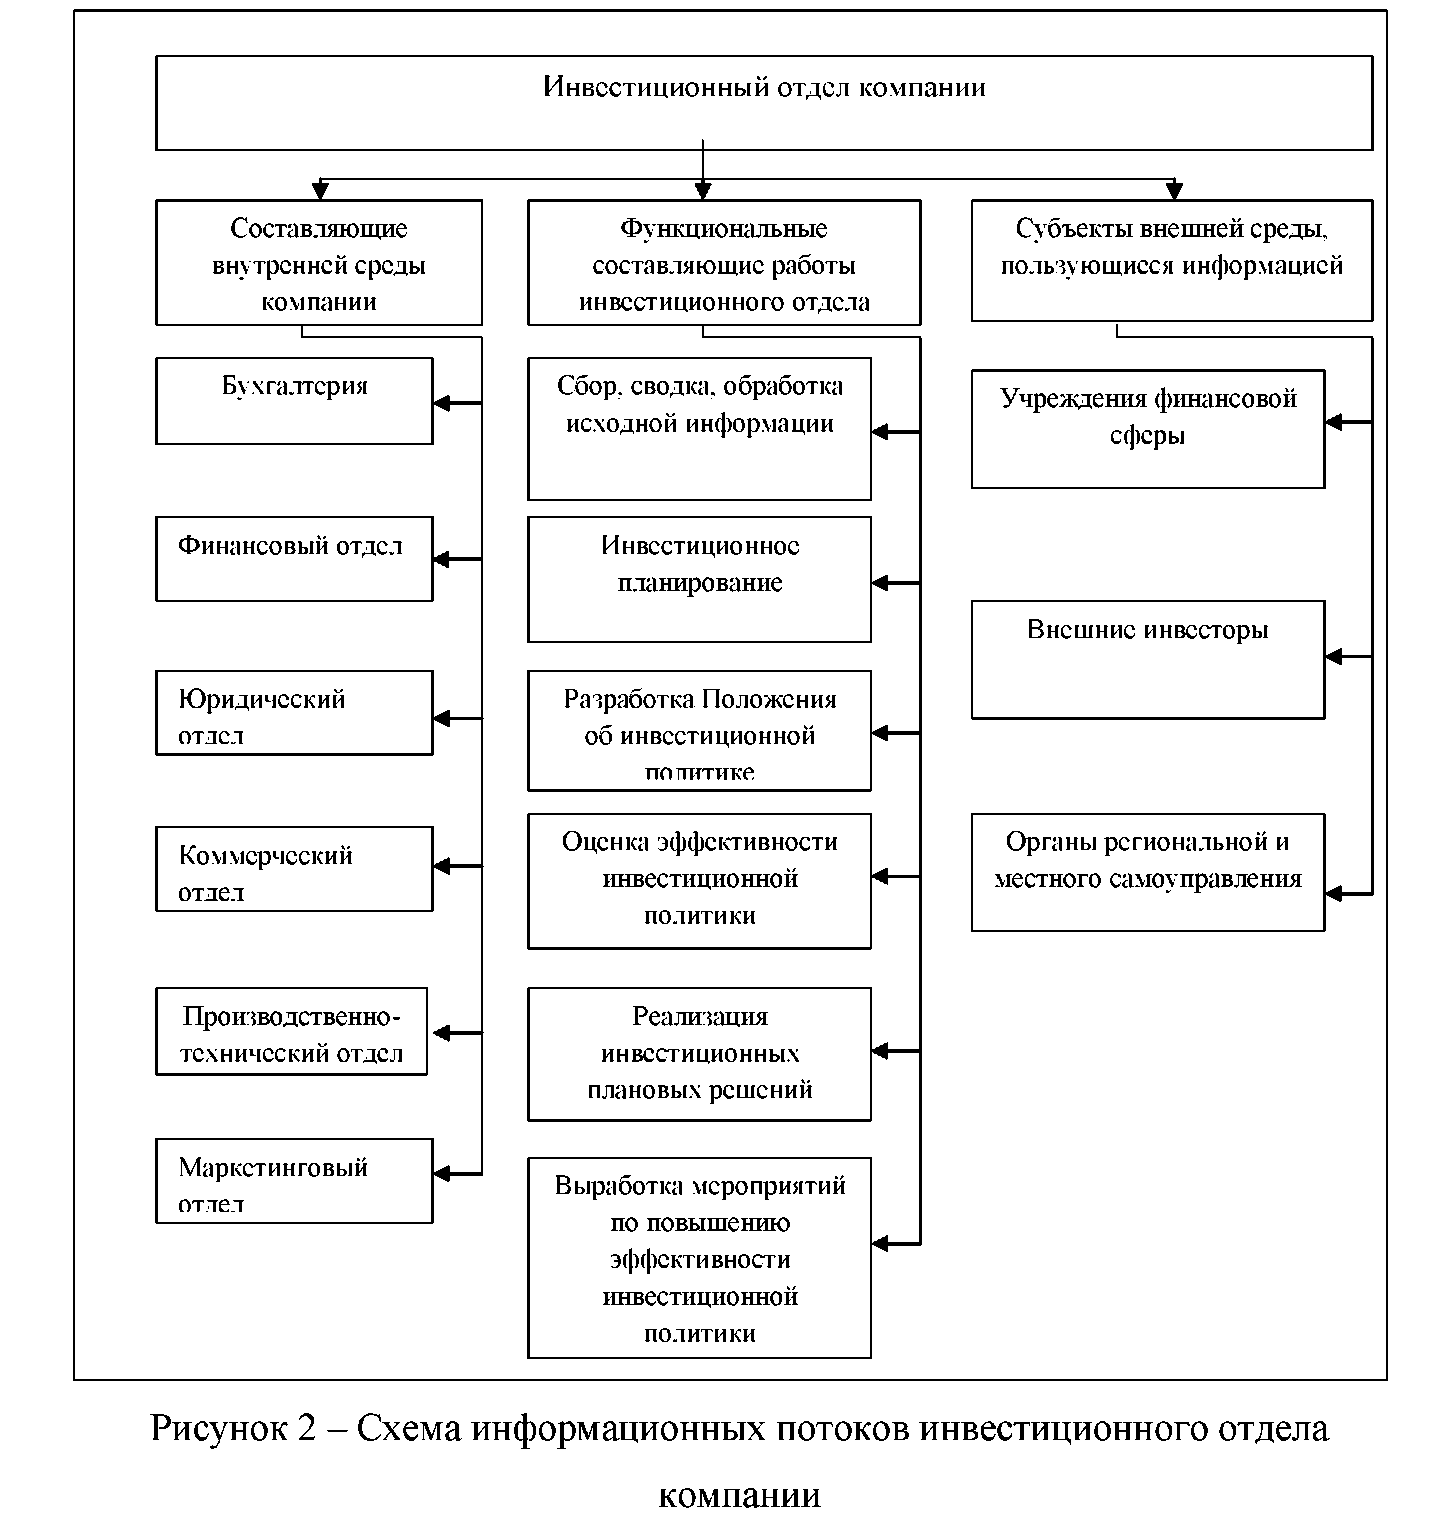 Инвестиционный отдел компании
Составляющие
внутренней среды
компании
Функциональные
составляющие работы
инвестиционного отдела
Субъекты внешней среды,
пользующиеся информацией
Бухгалтерия
Финансовый отдел
Юридический
отдел
Коммерческий
отдел
Производственно-
технический отдел
Маркетинговый
отдел
Сбор, сводка, обработка
исходной информации
Инвестиционное
планирование
Разработка Положения
об инвестиционной
политике
Оценка эффективности
инвестиционной
политики
Реализация
инвестиционных
плановых решений
Выработка мероприятий
по повышению
эффективности
инвестиционной
политики
Учреждения финансовой
сферы
Внешние инвесторы
Органы региональной и
местного самоуправления
Рисунок 2 – Схема информационных потоков инвестиционного отдела
компании